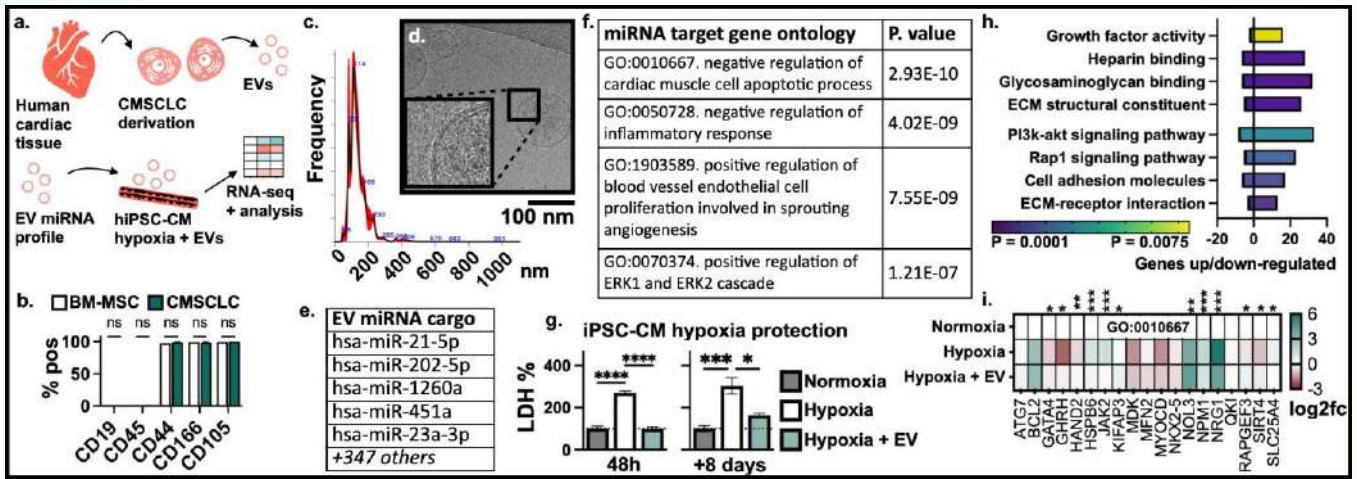 a.
Human
cardiac
tissue
CMSCLC
derivation
EVs
EV miRNA
profile
hiPSC-CM
hypoxia + EVs
RNA-seq
+ analysis
b.
BM-MSC
CMSCLC
ns ns ns ns ns
% pos
100
50
0
CD19
CD45
CD44
CD166
CD105
c.
Frequency
0
200
400
600
800
1000
nm
d.
100 nm
e.
EV miRNA cargo
hsa-miR-21-5p
hsa-miR-202-5p
hsa-miR-1260a
hsa-miR-451a
hsa-miR-23a-3p
+347 others
f.
miRNA target gene ontology P. value
GO:0010667. negative regulation of
cardiac muscle cell apoptotic process
2.93E-10
GO:0050728. negative regulation of
inflammatory response
4.02E-09
GO:1903589. positive regulation of
blood vessel endothelial cell
proliferation involved in sprouting
angiogenesis
7.55E-09
GO:0070374. positive regulation of
ERK1 and ERK2 cascade
1.21E-07
g.
iPSC-CM hypoxia protection
LDH %
400
200
0
**** ****
*** *
48h
+8 days
Normoxia
Hypoxia
Hypoxia + EV
h.
Growth factor activity
Heparin binding
Glycosaminoglycan binding
ECM structural constituent
PI3k-akt signaling pathway
Rap1 signaling pathway
Cell adhesion molecules
ECM-receptor interaction
P = 0.0001 P = 0.0075
-20 0 20 40
Genes up/down-regulated
i.
* * ** *** *** * ** *** *** * * *
GO:0010667
Normoxia
Hypoxia
Hypoxia + EV
6
3
0
-3
log2fc
ATG7
BCL2
GATA4
GHRH
HAND2
HSPB6
JAK2
KIFAP3
MDK
MFN2
MYOCD
NKX2-5
NOL3
NPM1
NRG1
QKI
RAPGEF3
SIRT4
SLC25A4